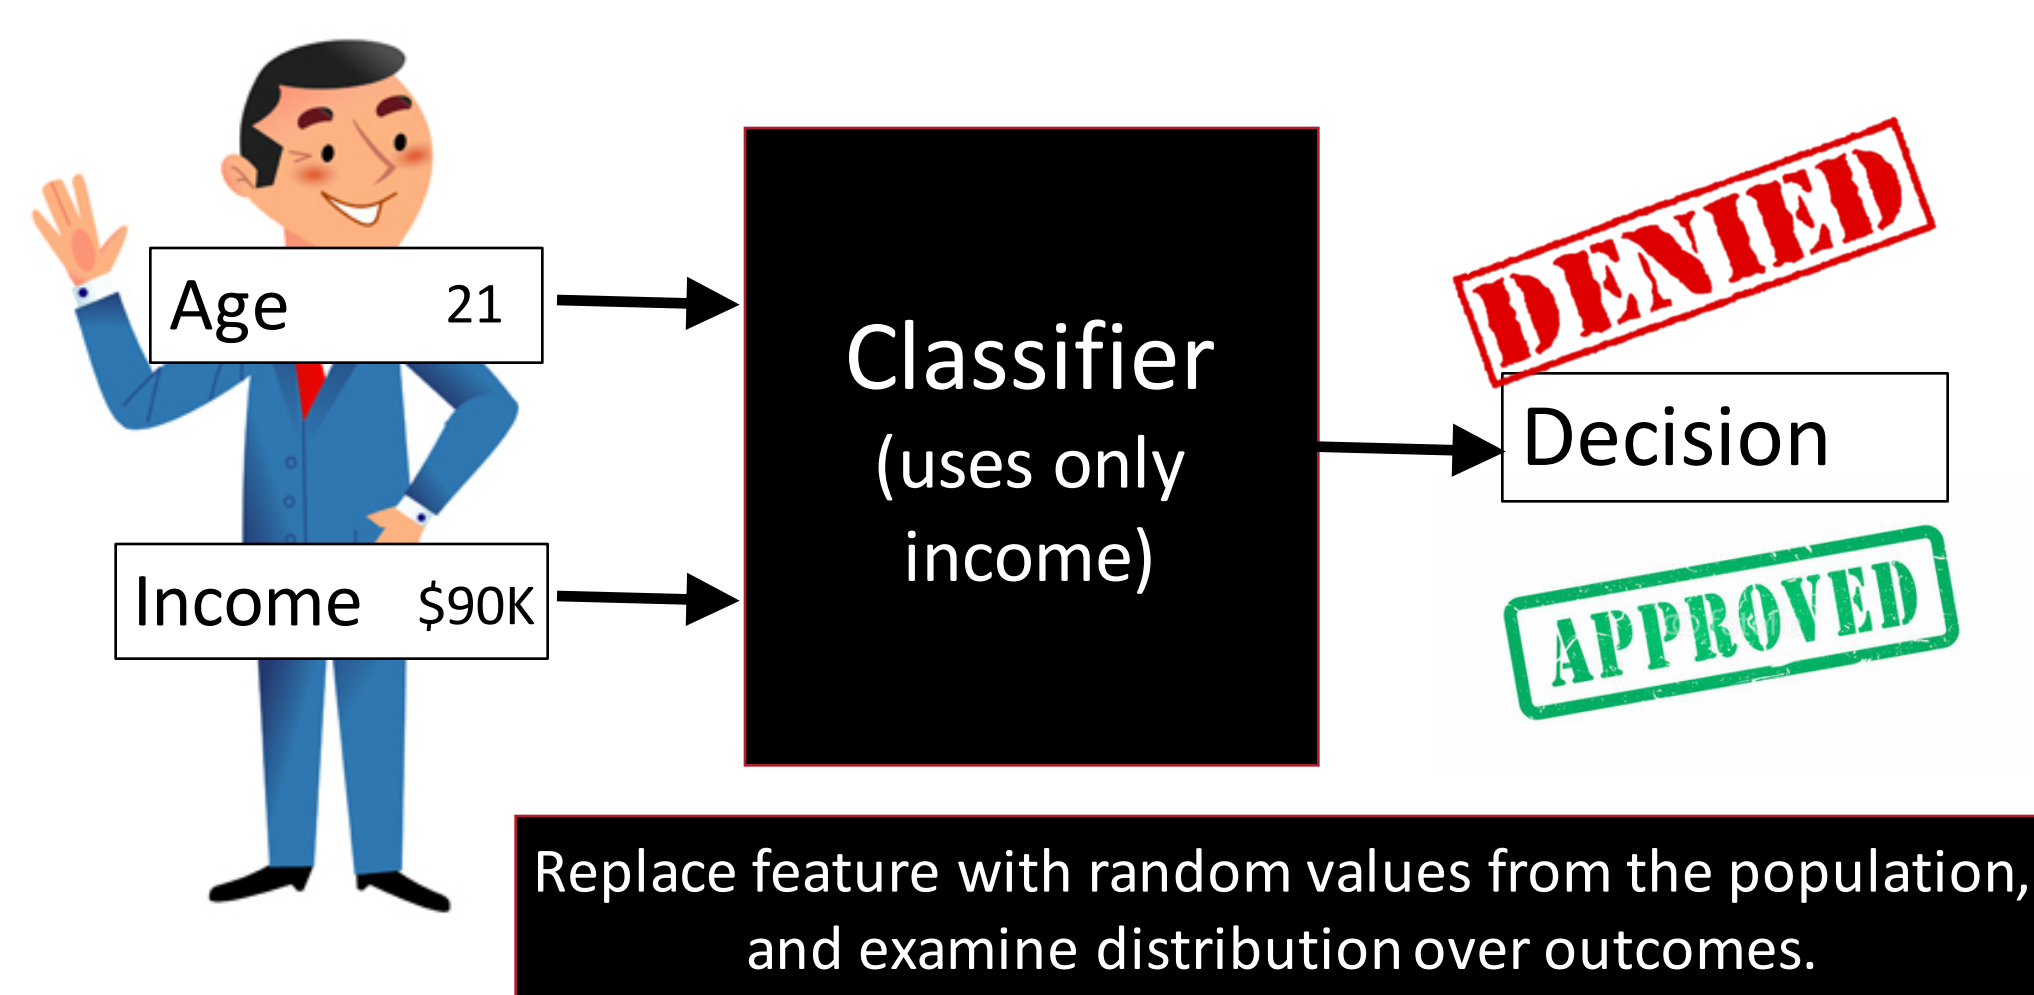 Age 21
Income $90K
Classifier
(uses only
income)
DENIED
Decision
APPROVED
Replace feature with random values from the population,
and examine distribution over outcomes.